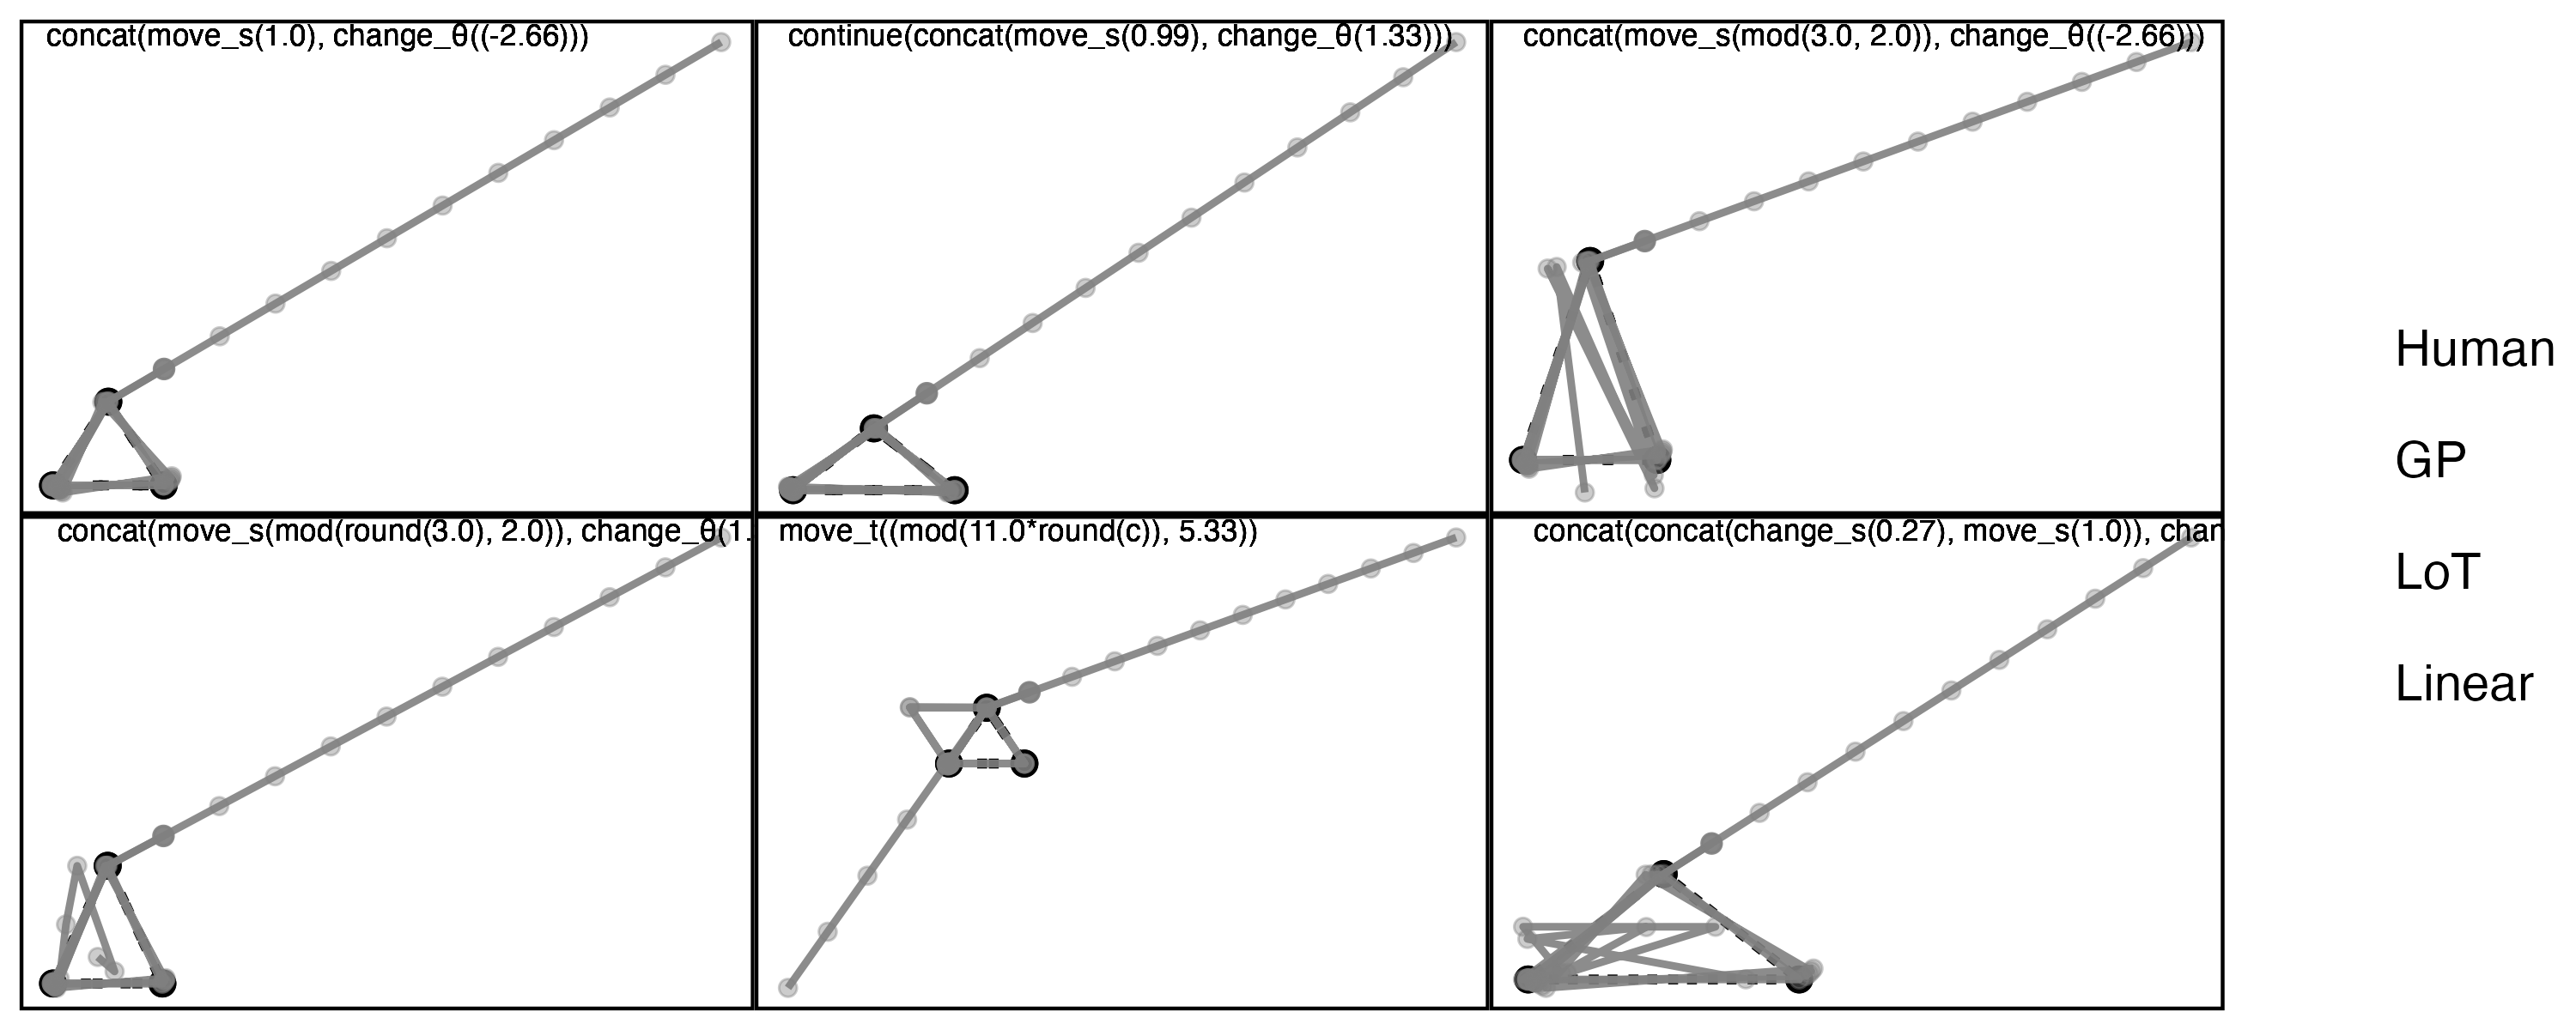 concat(move_s(1.0), change_θ((-2.66)))
continue(concat(move_s(0.99), change_θ(1.33)))
concat(move_s(mod(3.0, 2.0)), change_θ((-2.66)))
concat(move_s(mod(round(3.0), 2.0)), change_θ(1.
move_t((mod(11.0*round(c)), 5.33))
concat(concat(change_s(0.27), move_s(1.0)), char
Human
GP
LoT
Linear